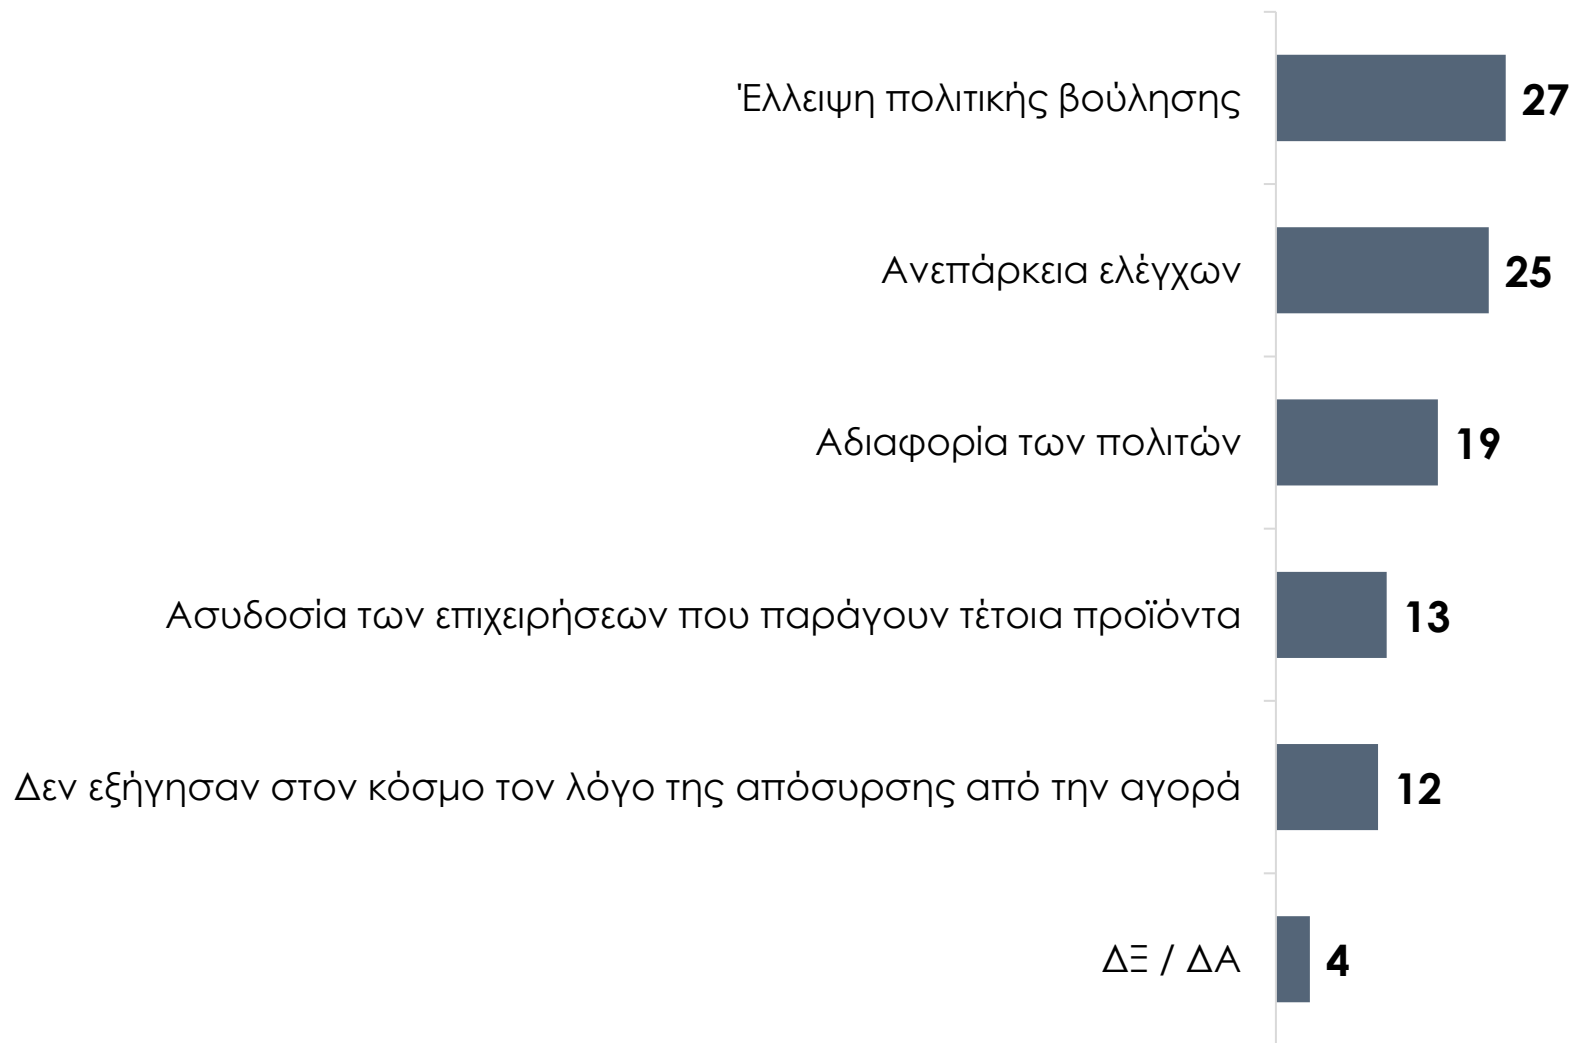 Έλλειψη πολιτικής βούλησης 27
Ανεπάρκεια ελέγχων 25
Αδιαφορία των πολιτών 19
Ασυδοσία των επιχειρήσεων που παράγουν τέτοια προϊόντα 13
Δεν εξήγησαν στον κόσμο τον λόγο της απόσυρσης από την αγορά 12
ΔΞ / ΔΑ 4